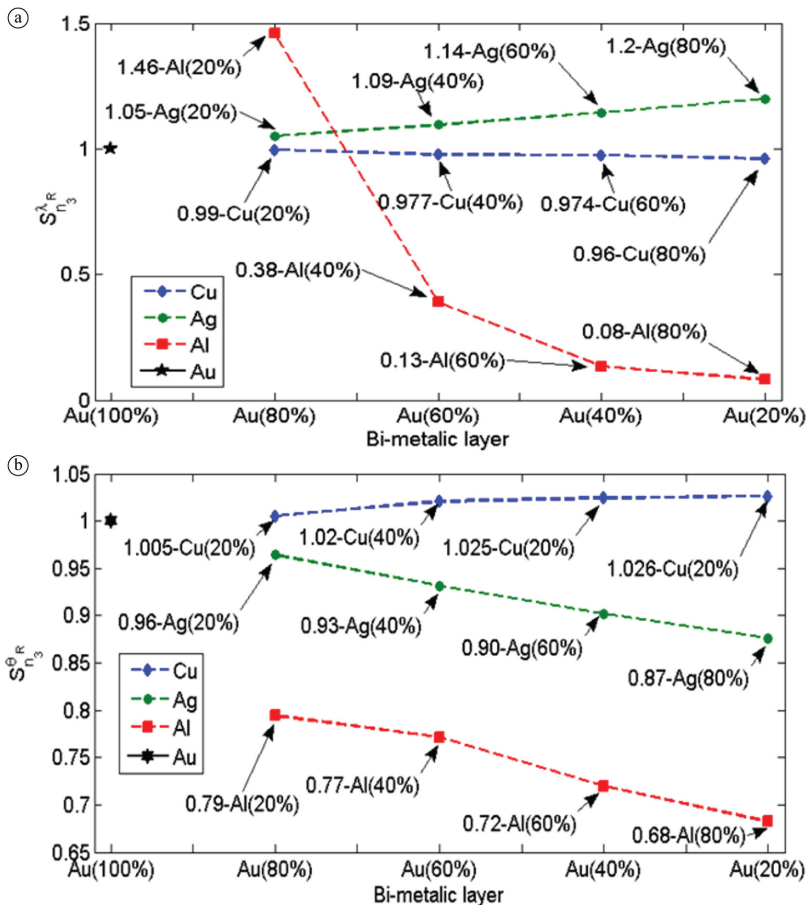 a
1.5
1.46-Al(20%)
1.14-Ag(60%)
1.2-Ag(80%)
1.09-Ag(40%)
1.05-Ag(20%)
1
0.99-Cu(20%)
0.977-Cu(40%)
0.974-Cu(60%)
0.96-Cu(80%)
S n3 λR
0.5
0.38-Al(40%)
0.13-Al(60%)
0.08-Al(80%)
Cu
Ag
Al
Au
0
Au(100%) Au(80%) Au(60%) Au(40%) Au(20%)
Bi-metalic layer
b
1.05
1
1.005-Cu(20%)
1.02-Cu(40%)
1.025-Cu(20%)
1.026-Cu(20%)
0.95
0.96-Ag(20%)
0.93-Ag(40%)
0.90-Ag(60%)
0.87-Ag(80%)
0.9
0.85
S n3 θR
Cu
Ag
Al
Au
0.8
0.75
0.79-Al(20%)
0.77-Al(40%)
0.72-Al(60%)
0.68-Al(80%)
0.7
0.65
Au(100%) Au(80%) Au(60%) Au(40%) Au(20%)
Bi-metalic layer